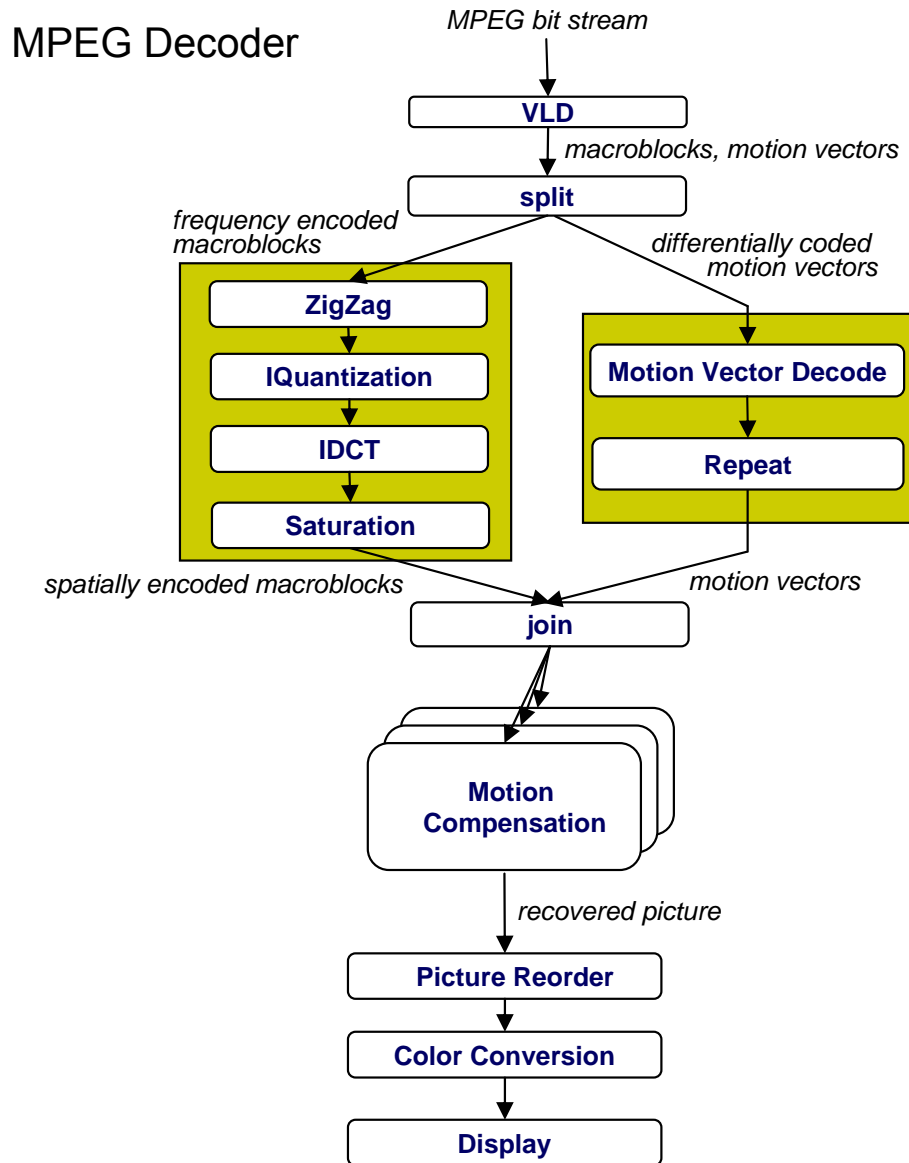 MPEG Decoder
MPEG bit stream
VLD
macroblocks, motion vectors
split
frequency encoded
macroblocks
differentially coded
motion vectors
ZigZag
IQuantization
IDCT
Saturation
Motion Vector Decode
Repeat
spatially encoded macroblocks
motion vectors
join
Motion
Compensation
recovered picture
Picture Reorder
Color Conversion
Display